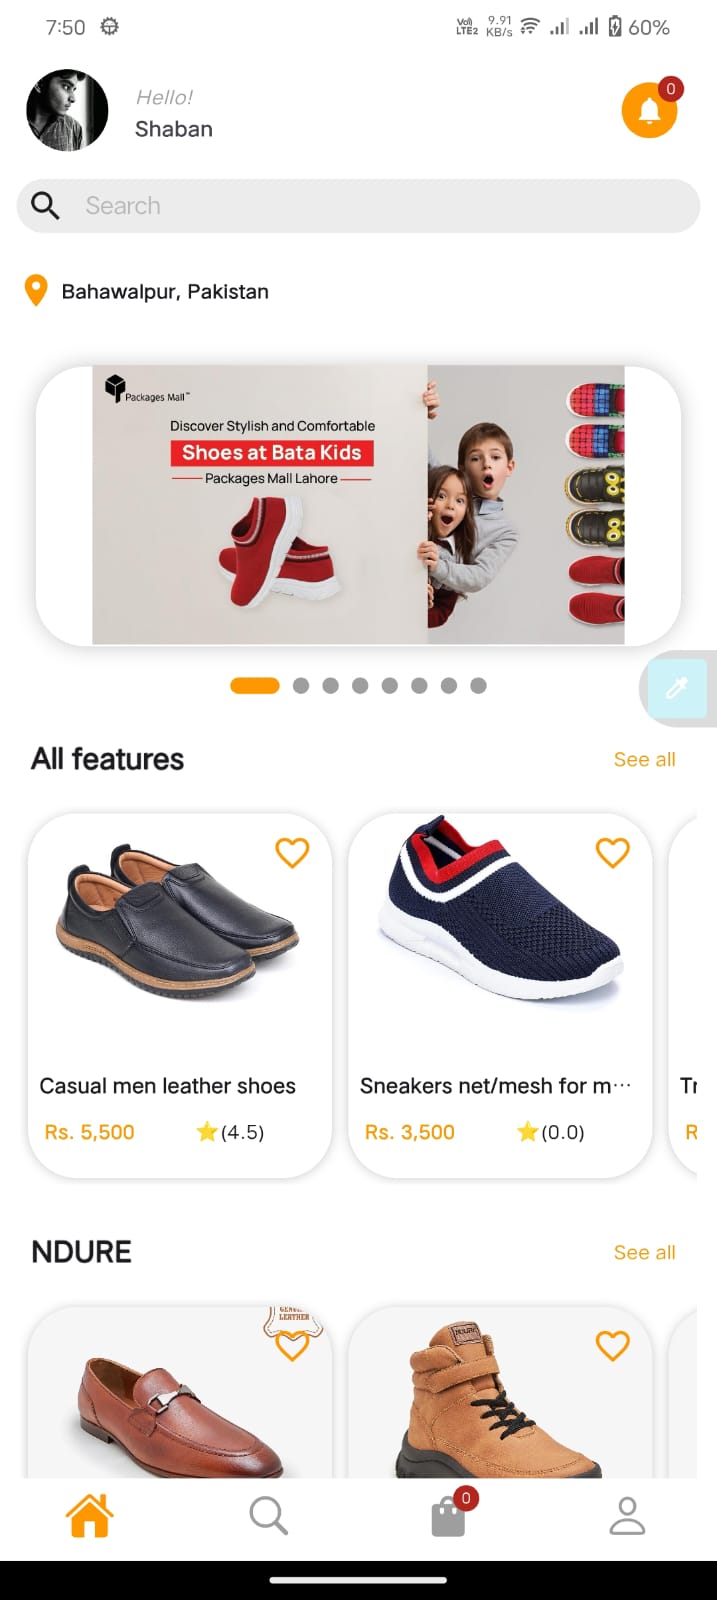 7:50
Vo)) LTE2 9.91 KB/s 60%
Hello!
0
Shaban
Search
Bahawalpur, Pakistan
Packages Mall™
Discover Stylish and Comfortable
Shoes at Bata Kids
Packages Mall Lahore
All features See all
Casual men leather shoes Sneakers net/mesh for m··· Tr
Rs. 5,500 (4.5) Rs. 3,500 (0.0) R
NDURE See all
LEATHER
0